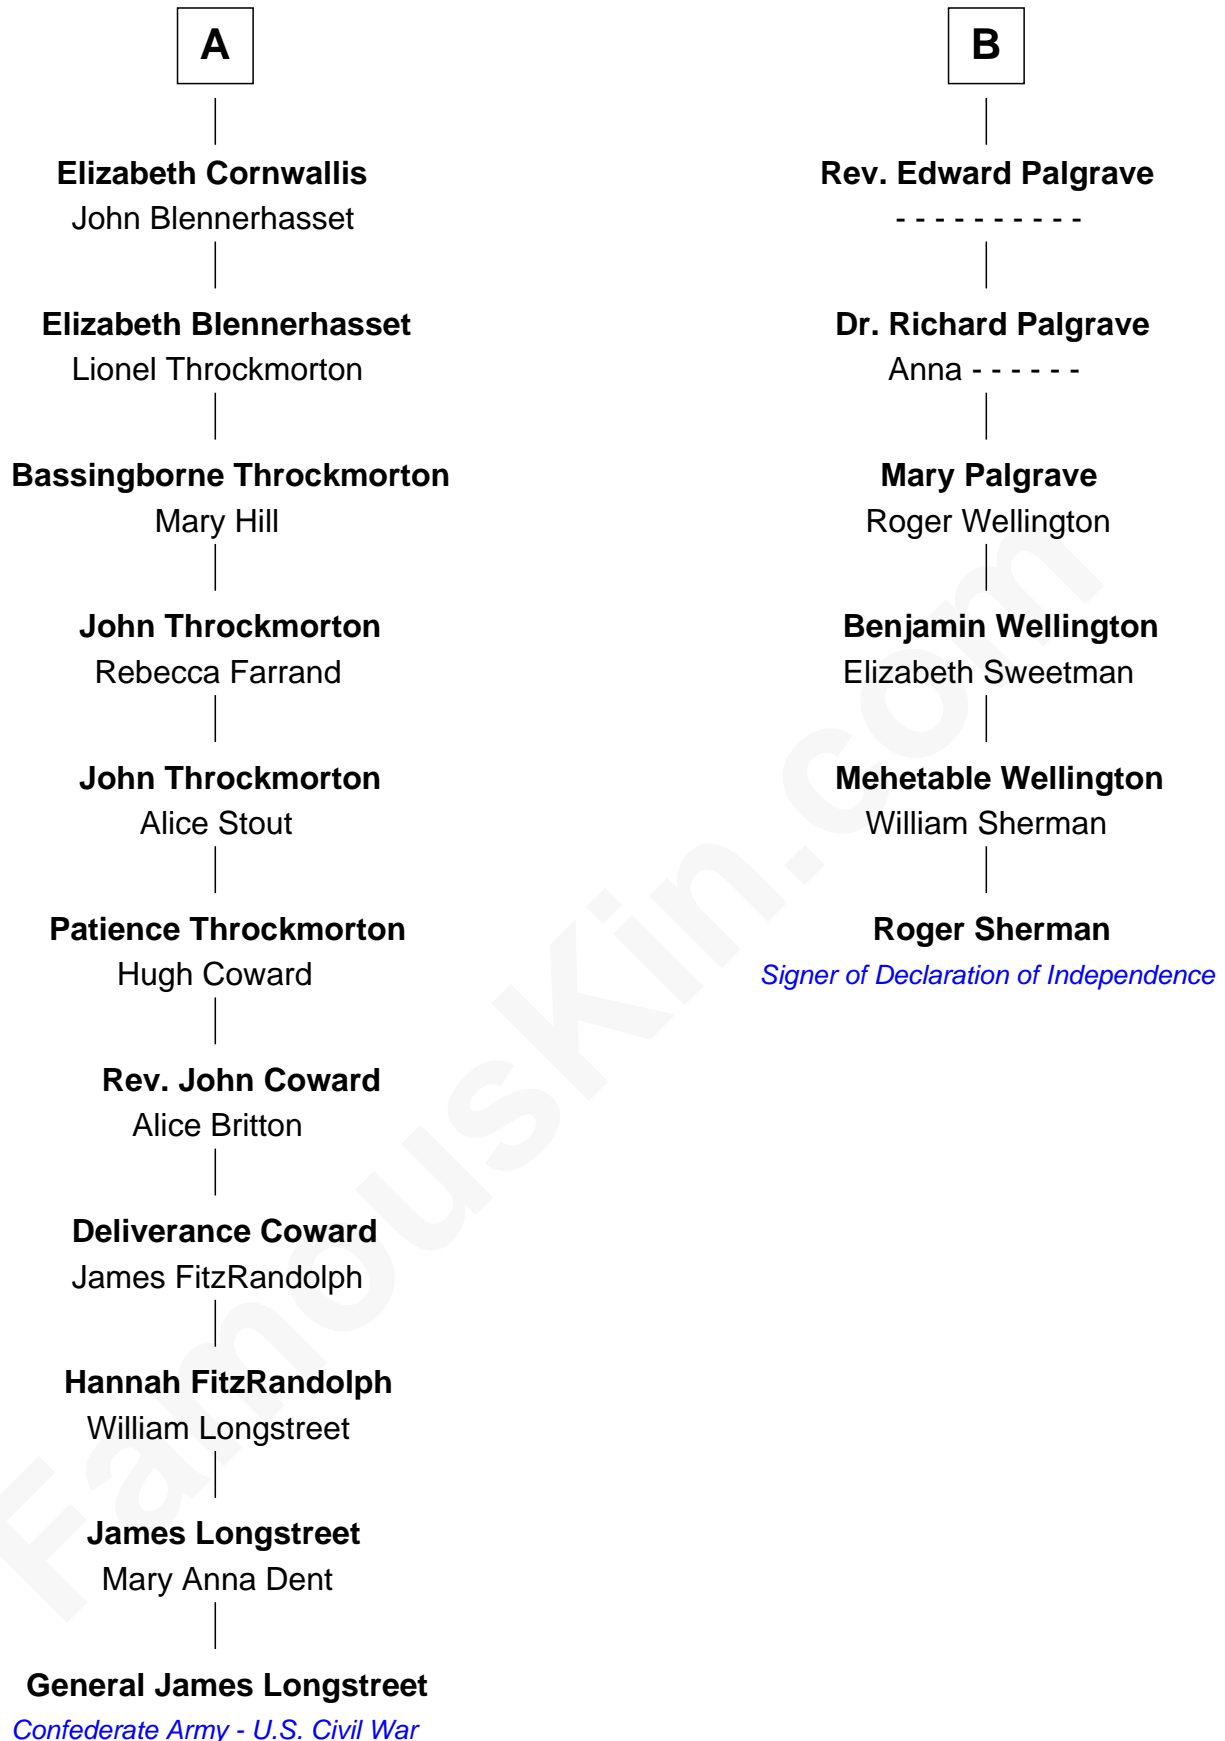 A
Elizabeth Cornwallis
John Blennerhasset
Elizabeth Blennerhasset
Lionel Throckmorton
Bassingborne Throckmorton
Mary Hill
John Throckmorton
Rebecca Farrand
John Throckmorton
Alice Stout
Patience Throckmorton
Hugh Coward
Rev. John Coward
Alice Britton
Deliverance Coward
James FitzRandolph
Hannah FitzRandolph
William Longstreet
James Longstreet
Mary Anna Dent
General James Longstreet
Confederate Army - U.S. Civil War
B
Rev. Edward Palgrave
- - - - - - - - - -
Dr. Richard Palgrave
Anna - - - - - -
Mary Palgrave
Roger Wellington
Benjamin Wellington
Elizabeth Sweetman
Mehetable Wellington
William Sherman
Roger Sherman
Signer of Declaration of Independence
FamousKin.com